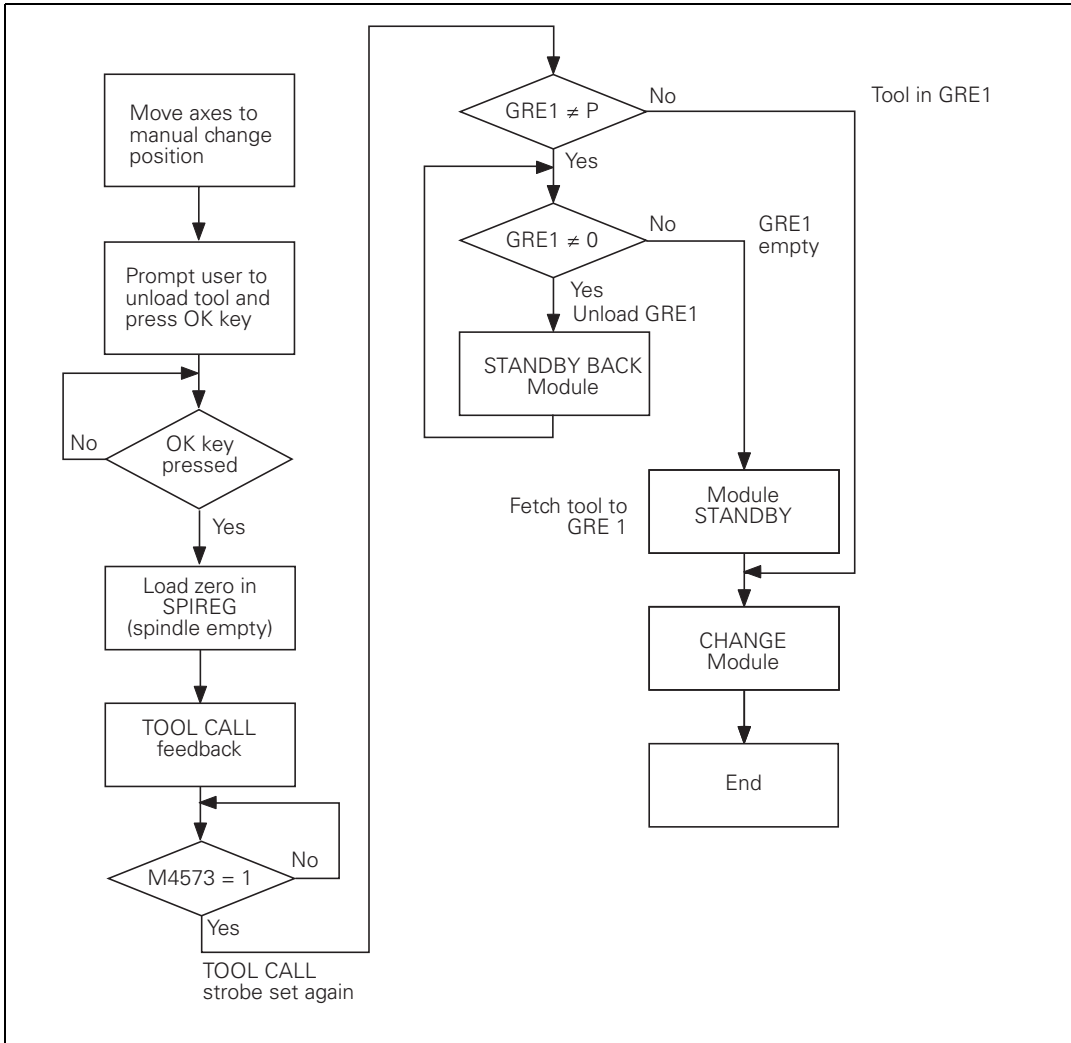 Move axes to
manual change
position
Prompt user to
unload tool and
press OK key
No
OK key
pressed
Yes
Load zero in
SPIREG
(spindle empty)
TOOL CALL
feedback
M4573 = 1
No
Yes
TOOL CALL
strobe set again
GRE1 ≠ P
No
Tool in GRE1
Yes
GRE1 ≠ 0
No
GRE1
empty
Yes
Unload GRE1
STANDBY BACK
Module
Fetch tool to
GRE 1
Module
STANDBY
CHANGE
Module
End